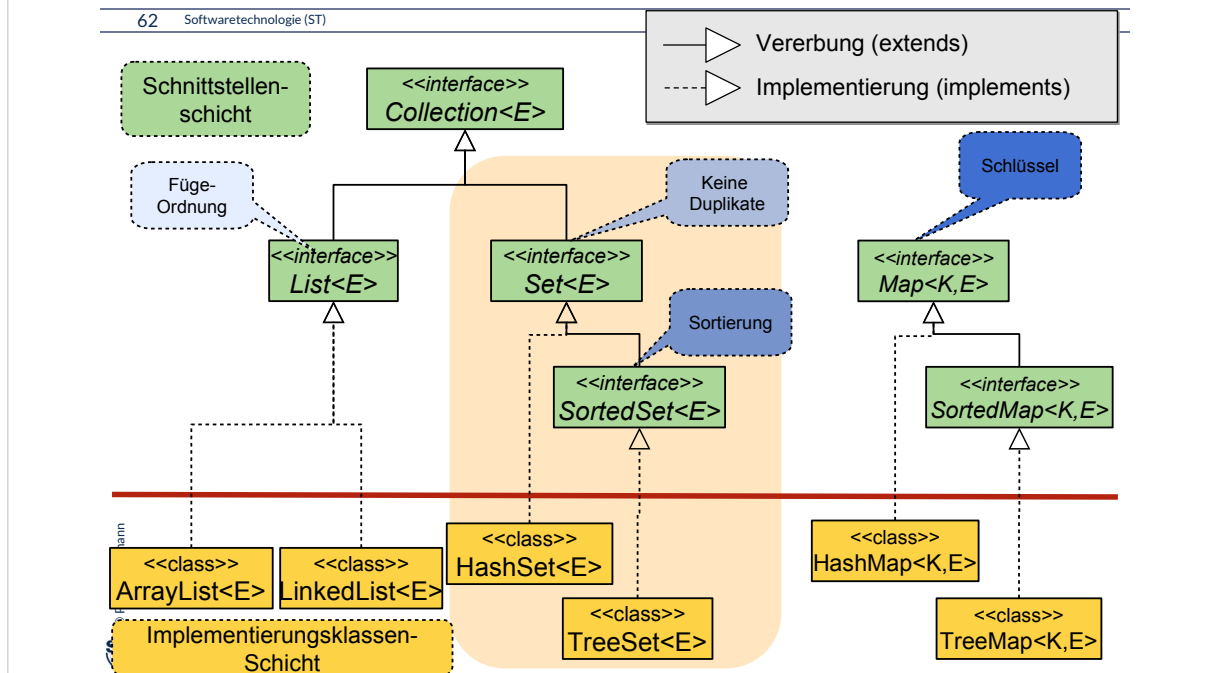 62 Softwaretechnologie (ST)
Vererbung (extends)
Implementierung (implements)
Schnittstellen-
schicht
<<interface>>
Collection<E>
Füge-
Ordnung
Keine
Duplikate
Schlüssel
<<interface>>
List<E>
<<interface>>
Set<E>
<<interface>>
Map<K,E>
Sortierung
<<interface>>
SortedSet<E>
<<interface>>
SortedMap<K,E>
<<class>>
ArrayList<E>
<<class>>
LinkedList<E>
<<class>>
HashSet<E>
<<class>>
HashMap<K,E>
<<class>>
TreeSet<E>
<<class>>
TreeMap<K,E>
Implementierungsklassen-
Schicht